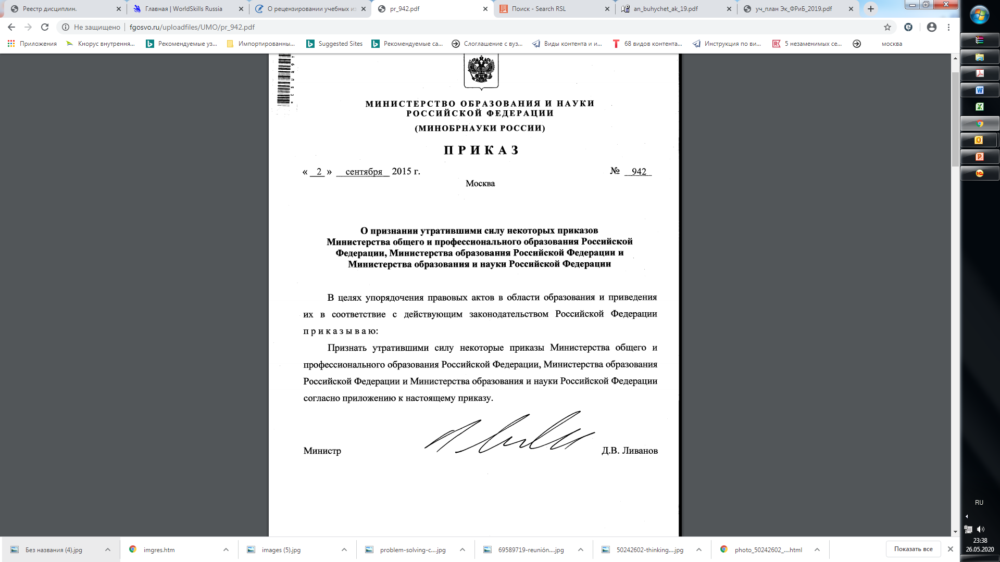 Реестр дисциплин.
Главная | WorldSkills Russia
О рецензировании учебных из
pr_942.pdf
Поиск - Search RSL
an_buhychet_ak_19.pdf
уч_план Эк_ФРиБ_2019.pdf
Не защищено | fgosvo.ru/uploadfiles/UMO/pr_942.pdf
Приложения
Кнорус внутрення...
Рекомендуемые уз...
Импортированны...
Suggested Sites
Рекомендуемые са...
Слоглашение с вуз...
Виды контента и и...
68 видов контента...
Инструкция по ви...
5 незаменимых се...
москва
МИНИСТЕРСТВО ОБРАЗОВАНИЯ И НАУКИ
РОССИЙСКОЙ ФЕДЕРАЦИИ
(МИНОБРНАУКИ РОССИИ)
ПРИКАЗ
« 2 » сентября 2015 г. № 942
Москва
О признании утратившими силу некоторых приказов
Министерства общего и профессионального образования Российской
Федерации, Министерства образования Российской Федерации и
Министерства образования и науки Российской Федерации
В целях упорядочения правовых актов в области образования и приведения
их в соответствие с действующим законодательством Российской Федерации
п р и к а з ы в а ю:
Признать утратившими силу некоторые приказы Министерства общего и
профессионального образования Российской Федерации, Министерства образования
Российской Федерации и Министерства образования и науки Российской Федерации
согласно приложению к настоящему приказу.
Министр Д.В. Ливанов
Без названия (4).jpg
imgres.htm
images (5).jpg
problem-solving-c....jpg
69589719-reunión....jpg
50242602-thinking....jpg
photo_50242602_....html
Показать все
RU
23:38
26.05.2020